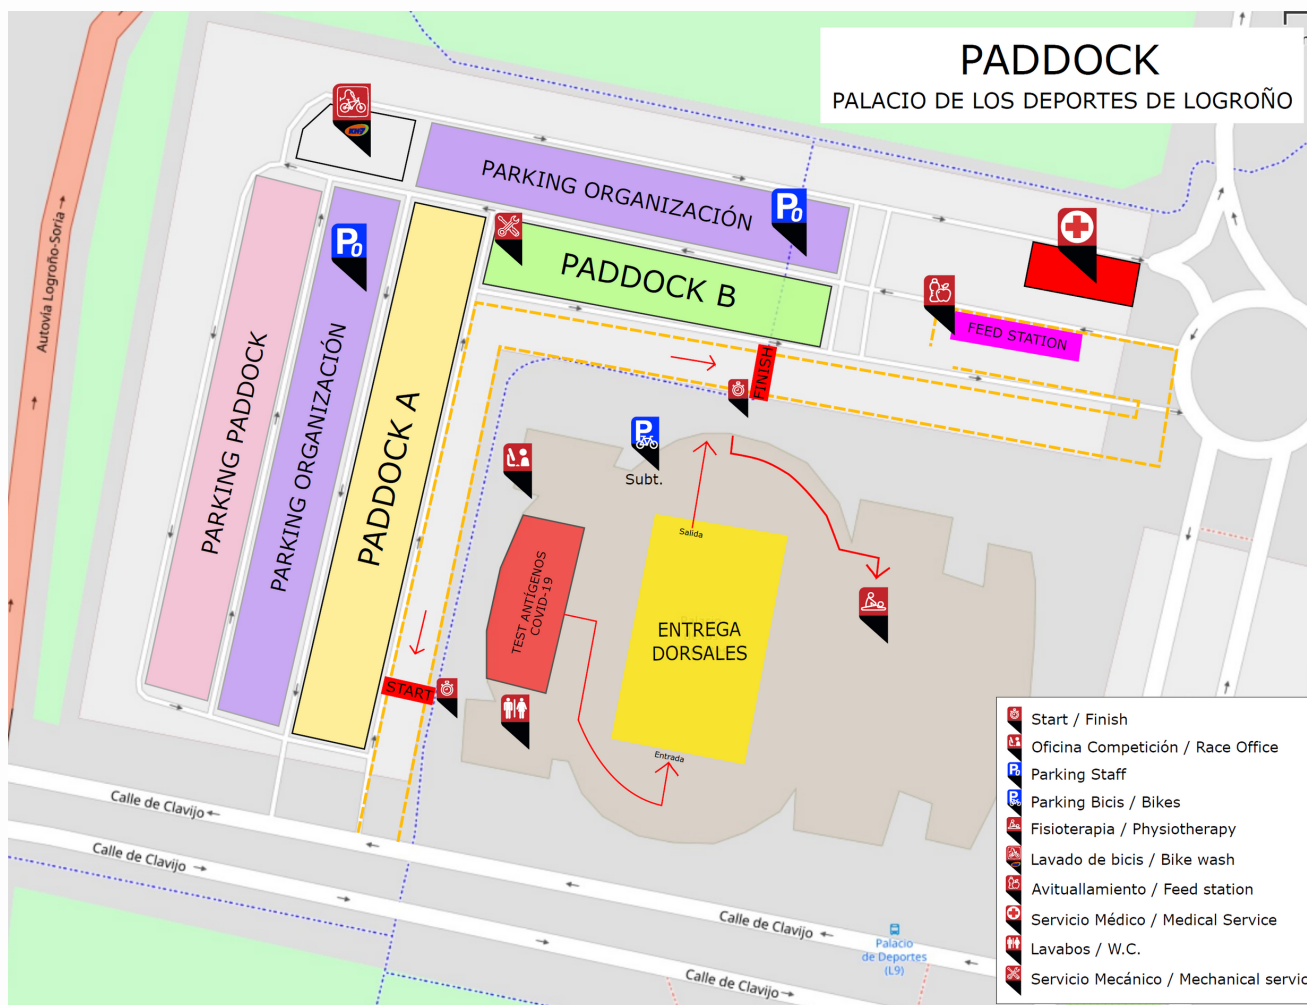 PADDOCK
PALACIO DE LOS DEPORTES DE LOGROÑO
Autovía Logroño-Soria
KH7
PARKING ORGANIZACIÓN
P0
PADDOCK B
P0
PARKING PADDOCK
PARKING ORGANIZACIÓN
PADDOCK A
FEED STATION
FINISH
P
Subt.
Salida
TEST ANTÍGENOS
COVID-19
ENTREGA
DORSALES
START
Entrada
Calle de Clavijo
Calle de Clavijo
Calle de Clavijo
Calle de Clavijo
Palacio
de Deportes
(L9)
Start / Finish
Oficina Competición / Race Office
P0 Parking Staff
P Parking Bicis / Bikes
Fisioterapia / Physiotherapy
Lavado de bicis / Bike wash
Avituallamiento / Feed station
Servicio Médico / Medical Service
Lavabos / W.C.
Servicio Mecánico / Mechanical servic